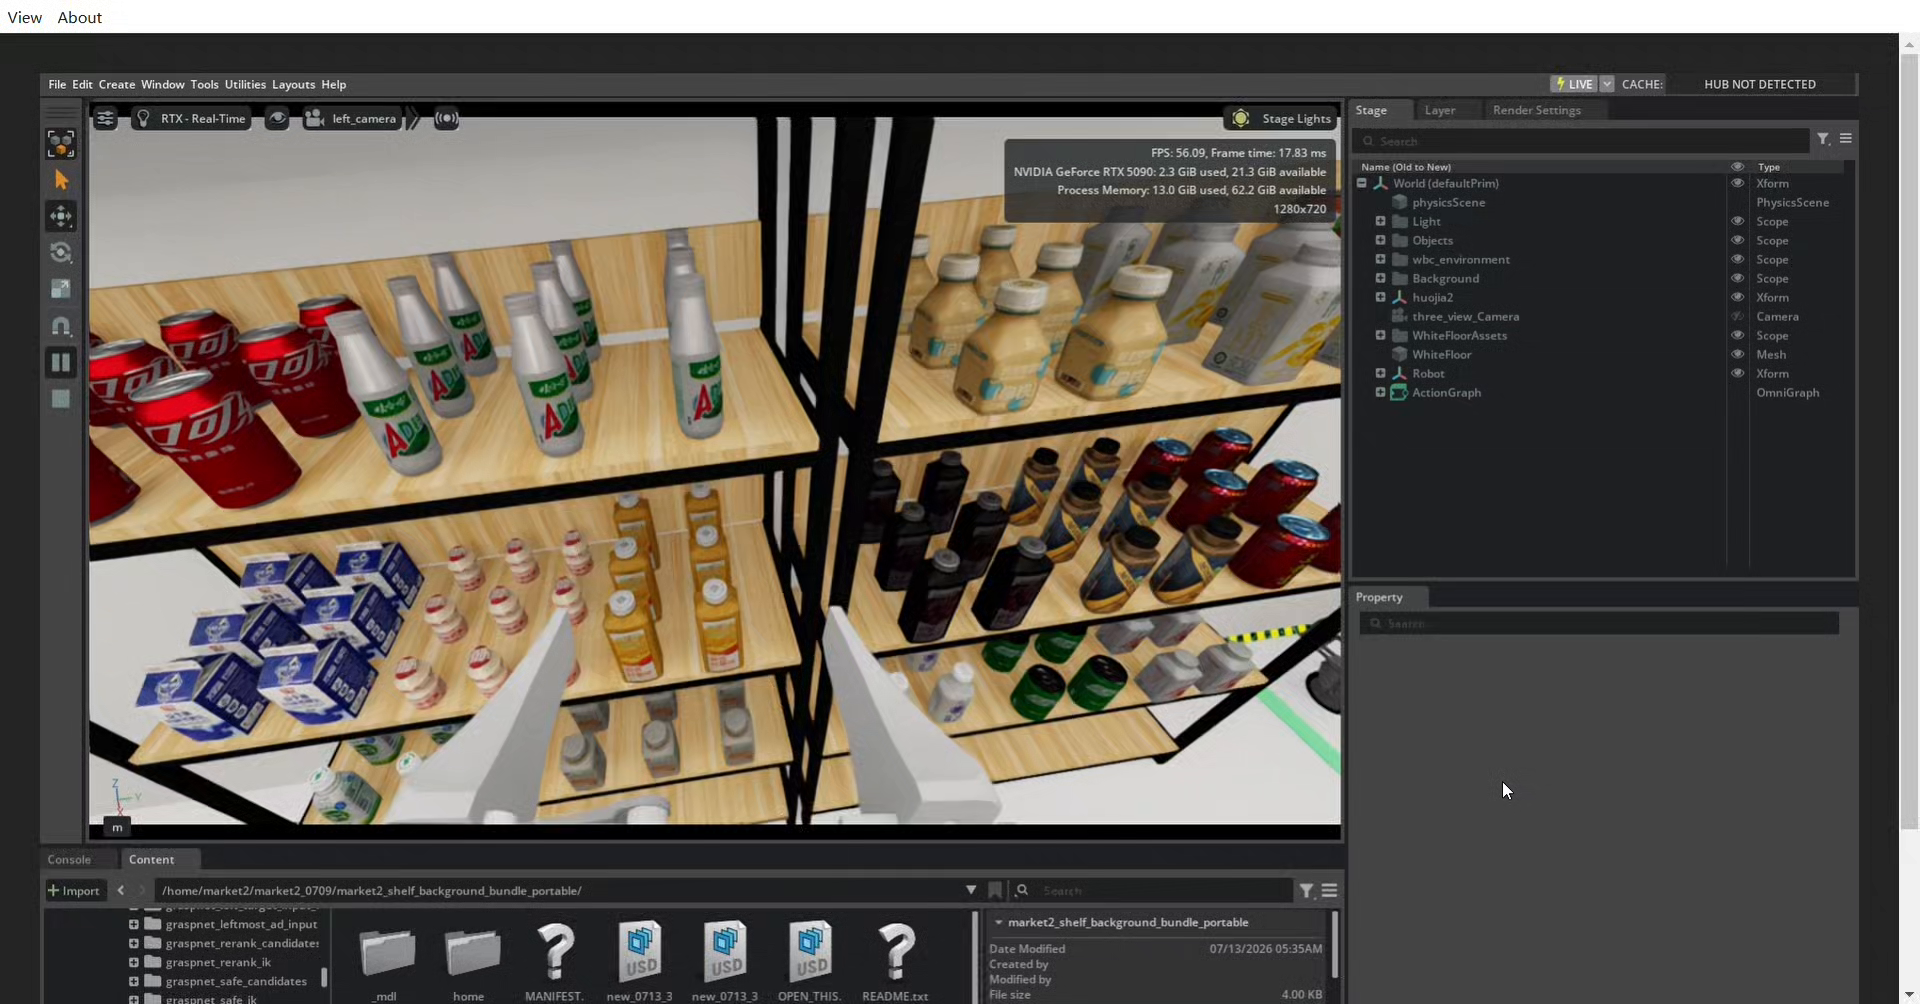 View About
File Edit Create Window Tools Utilities Layouts Help
LIVE CACHE: HUB NOT DETECTED
RTX - Real-Time left_camera Stage Lights
FPS: 56.09, Frame time: 17.83 ms
NVIDIA GeForce RTX 5090: 2.3 GiB used, 21.3 GiB available
Process Memory: 13.0 GiB used, 62.2 GiB available
1280x720
m
Stage Layer Render Settings
Search
Name (Old to New) Type
World (defaultPrim) Xform
physicsScene PhysicsScene
Light Scope
Objects Scope
wbc_environment Scope
Background Scope
huojia2 Xform
three_view_Camera Camera
WhiteFloorAssets Scope
WhiteFloor Mesh
Robot Xform
ActionGraph OmniGraph
Property
Search
Console Content
Import /home/market2/market2_0709/market2_shelf_background_bundle_portable/ Search
graspnet_leftmost_ad_input
graspnet_rerank_candidates
graspnet_rerank_ik
graspnet_safe_candidates
graspnet_safe_ik
_mdl home MANIFEST. new_0713_3 new_0713_3 OPEN_THIS. README.txt
market2_shelf_background_bundle_portable
Date Modified 07/13/2026 05:35AM
Created by
Modified by
File size 4.00 KB